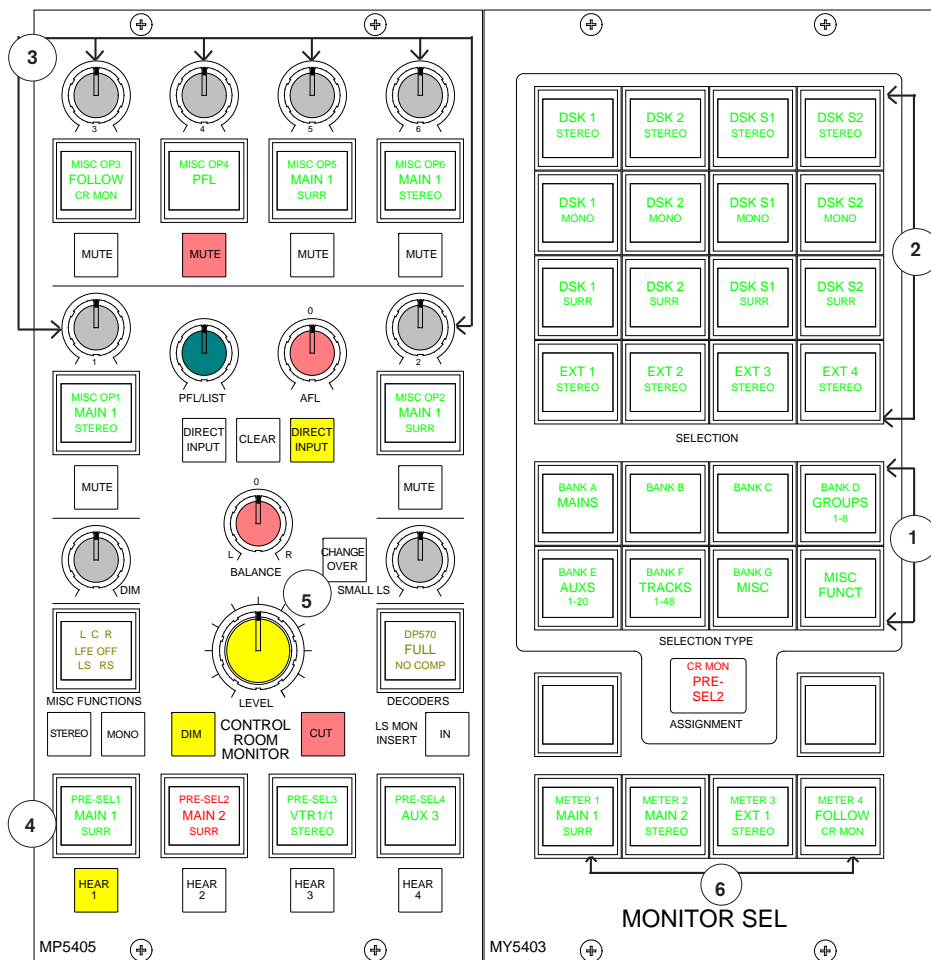 3
3
4
5
6
MISC OP3
FOLLOW
CR MON
MISC OP4
PFL
MISC OP5
MAIN 1
SURR
MISC OP6
MAIN 1
STEREO
MUTE
MUTE
MUTE
MUTE
1
PFL/LIST
0
AFL
2
MISC OP1
MAIN 1
STEREO
DIRECT
INPUT
CLEAR
DIRECT
INPUT
MISC OP2
MAIN 1
SURR
MUTE
MUTE
0
L
R
BALANCE
CHANGE
OVER
DIM
5
SMALL LS
L C R
LFE OFF
LS RS
MISC FUNCTIONS
LEVEL
DP570
FULL
NO COMP
DECODERS
STEREO
MONO
DIM
CONTROL
ROOM
MONITOR
CUT
LS MON
INSERT
IN
4
PRE-SEL1
MAIN 1
SURR
PRE-SEL2
MAIN 2
SURR
PRE-SEL3
VTR1/1
STEREO
PRE-SEL4
AUX 3
HEAR
1
HEAR
2
HEAR
3
HEAR
4
MP5405
DSK 1
STEREO
DSK 2
STEREO
DSK S1
STEREO
DSK S2
STEREO
DSK 1
MONO
DSK 2
MONO
DSK S1
MONO
DSK S2
MONO
2
DSK 1
SURR
DSK 2
SURR
DSK S1
SURR
DSK S2
SURR
EXT 1
STEREO
EXT 2
STEREO
EXT 3
STEREO
EXT 4
STEREO
SELECTION
BANK A
MAINS
BANK B
BANK C
BANK D
GROUPS
1-8
1
BANK E
AUXS
1-20
BANK F
TRACKS
1-48
BANK G
MISC
MISC
FUNCT
SELECTION TYPE
CR MON
PRE-
SEL2
ASSIGNMENT
METER 1
MAIN 1
SURR
METER 2
MAIN 2
STEREO
METER 3
EXT 1
STEREO
METER 4
FOLLOW
CR MON
6
MONITOR SEL
MY5403